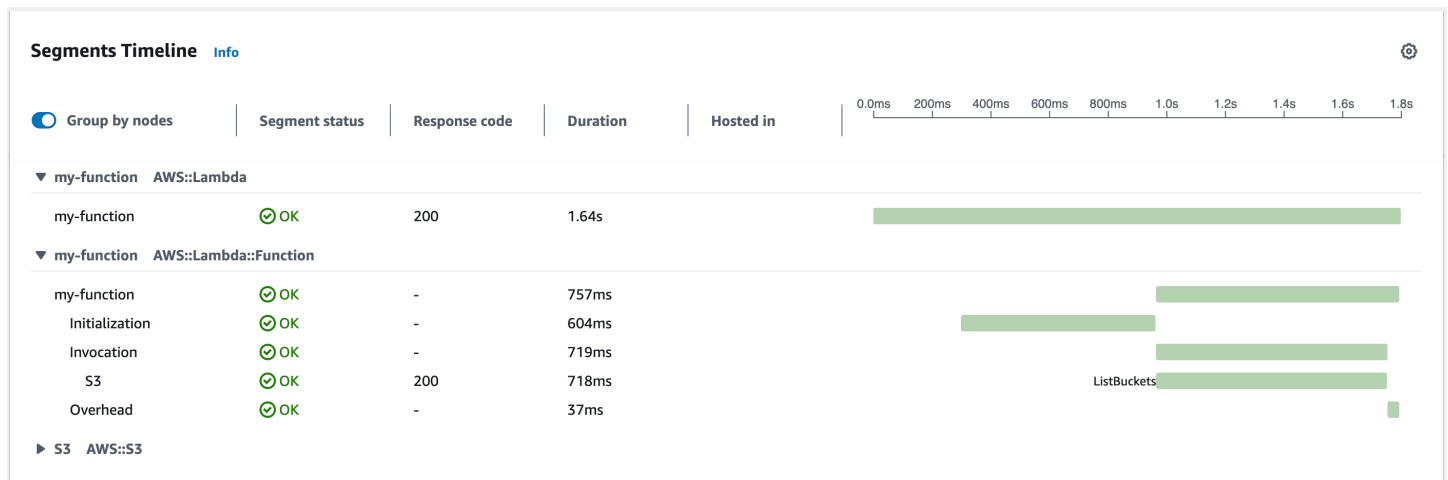 Segments Timeline Info
0.0ms 200ms 400ms 600ms 800ms 1.0s 1.2s 1.4s 1.6s 1.8s
Group by nodes Segment status Response code Duration Hosted in
my-function AWS::Lambda
my-function OK 200 1.64s
my-function AWS::Lambda::Function
my-function OK - 757ms
Initialization OK - 604ms
Invocation OK - 719ms
S3 OK 200 718ms ListBuckets
Overhead OK - 37ms
S3 AWS::S3